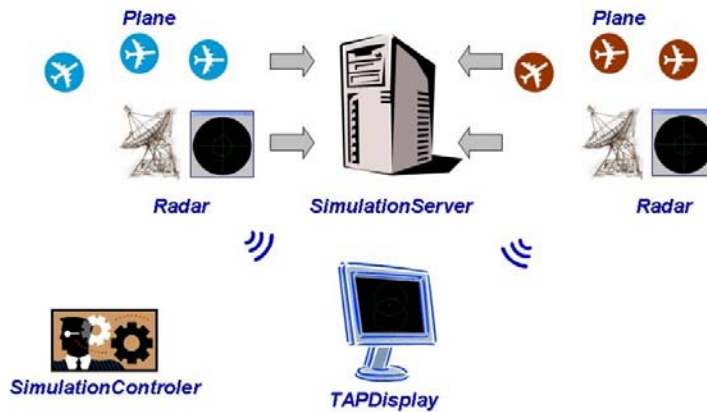 Plane
Plane
Radar
SimulationServer
Radar
SimulationControler
TAPDisplay